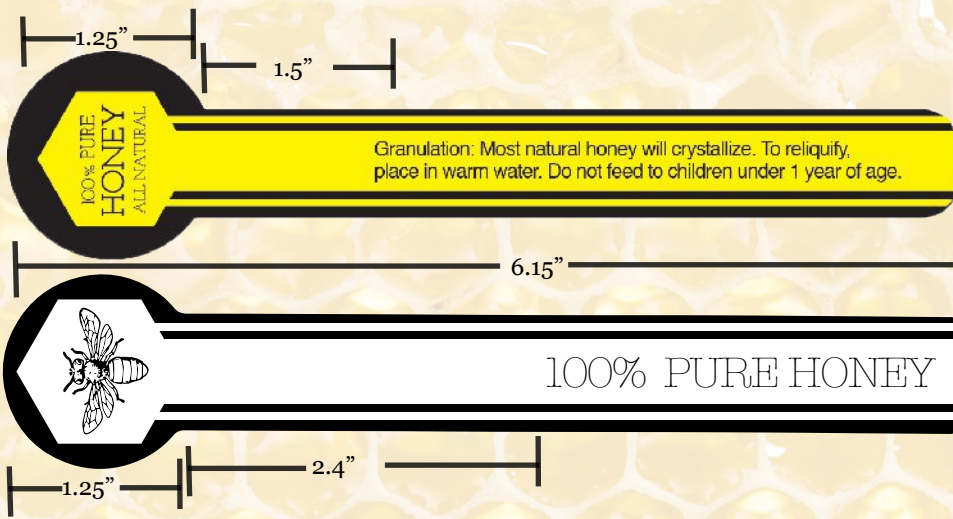 1.25”
1.5”
100% PURE
HONEY
ALL NATURAL
Granulation: Most natural honey will crystallize. To reliquify,
place in warm water. Do not feed to children under 1 year of age.
6.15”
100% PURE HONEY
2.4”
1.25”